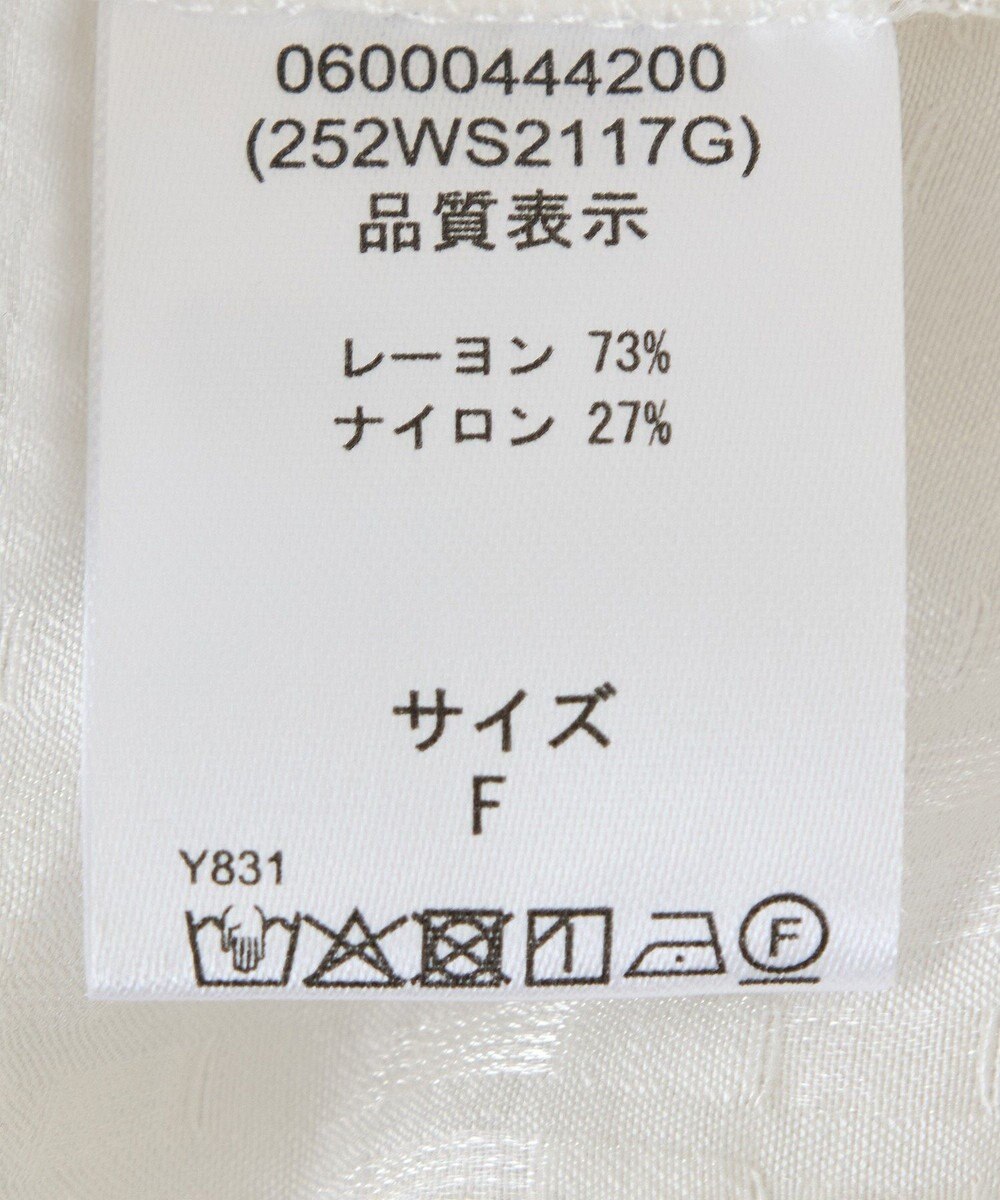 06000444200
(252WS2117G)
品質表示
レーヨン 73%
ナイロン 27%
サイズ
F
Y831
F